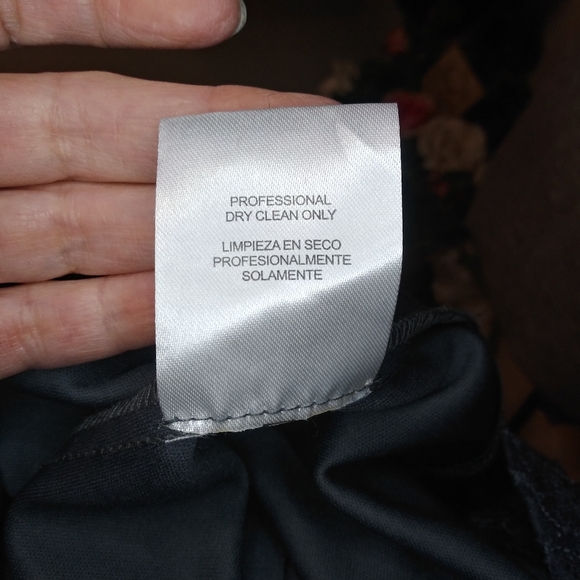 PROFESSIONAL
DRY CLEAN ONLY
LIMPIEZA EN SECO
PROFESIONALMENTE
SOLAMENTE